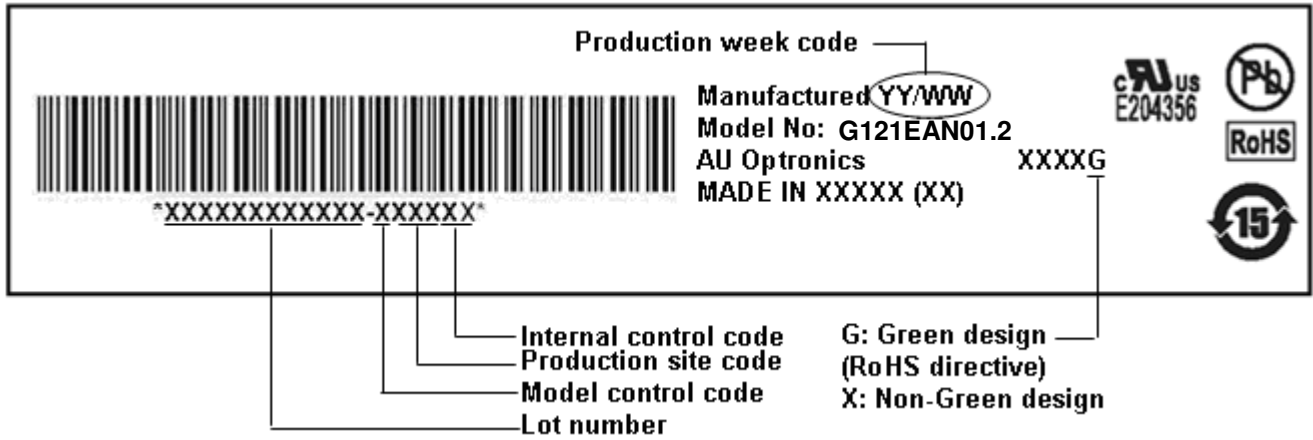 Production week code
Manufactured YY/WW
Model No: G121EAN01.2
AU Optronics XXXXG
MADE IN XXXXX (XX)
*XXXXXXXXXXXX-XXXXXX*
c RU us
E204356
Pb
RoHS
15
Internal control code
Production site code
Model control code
Lot number
G: Green design
(RoHS directive)
X: Non-Green design